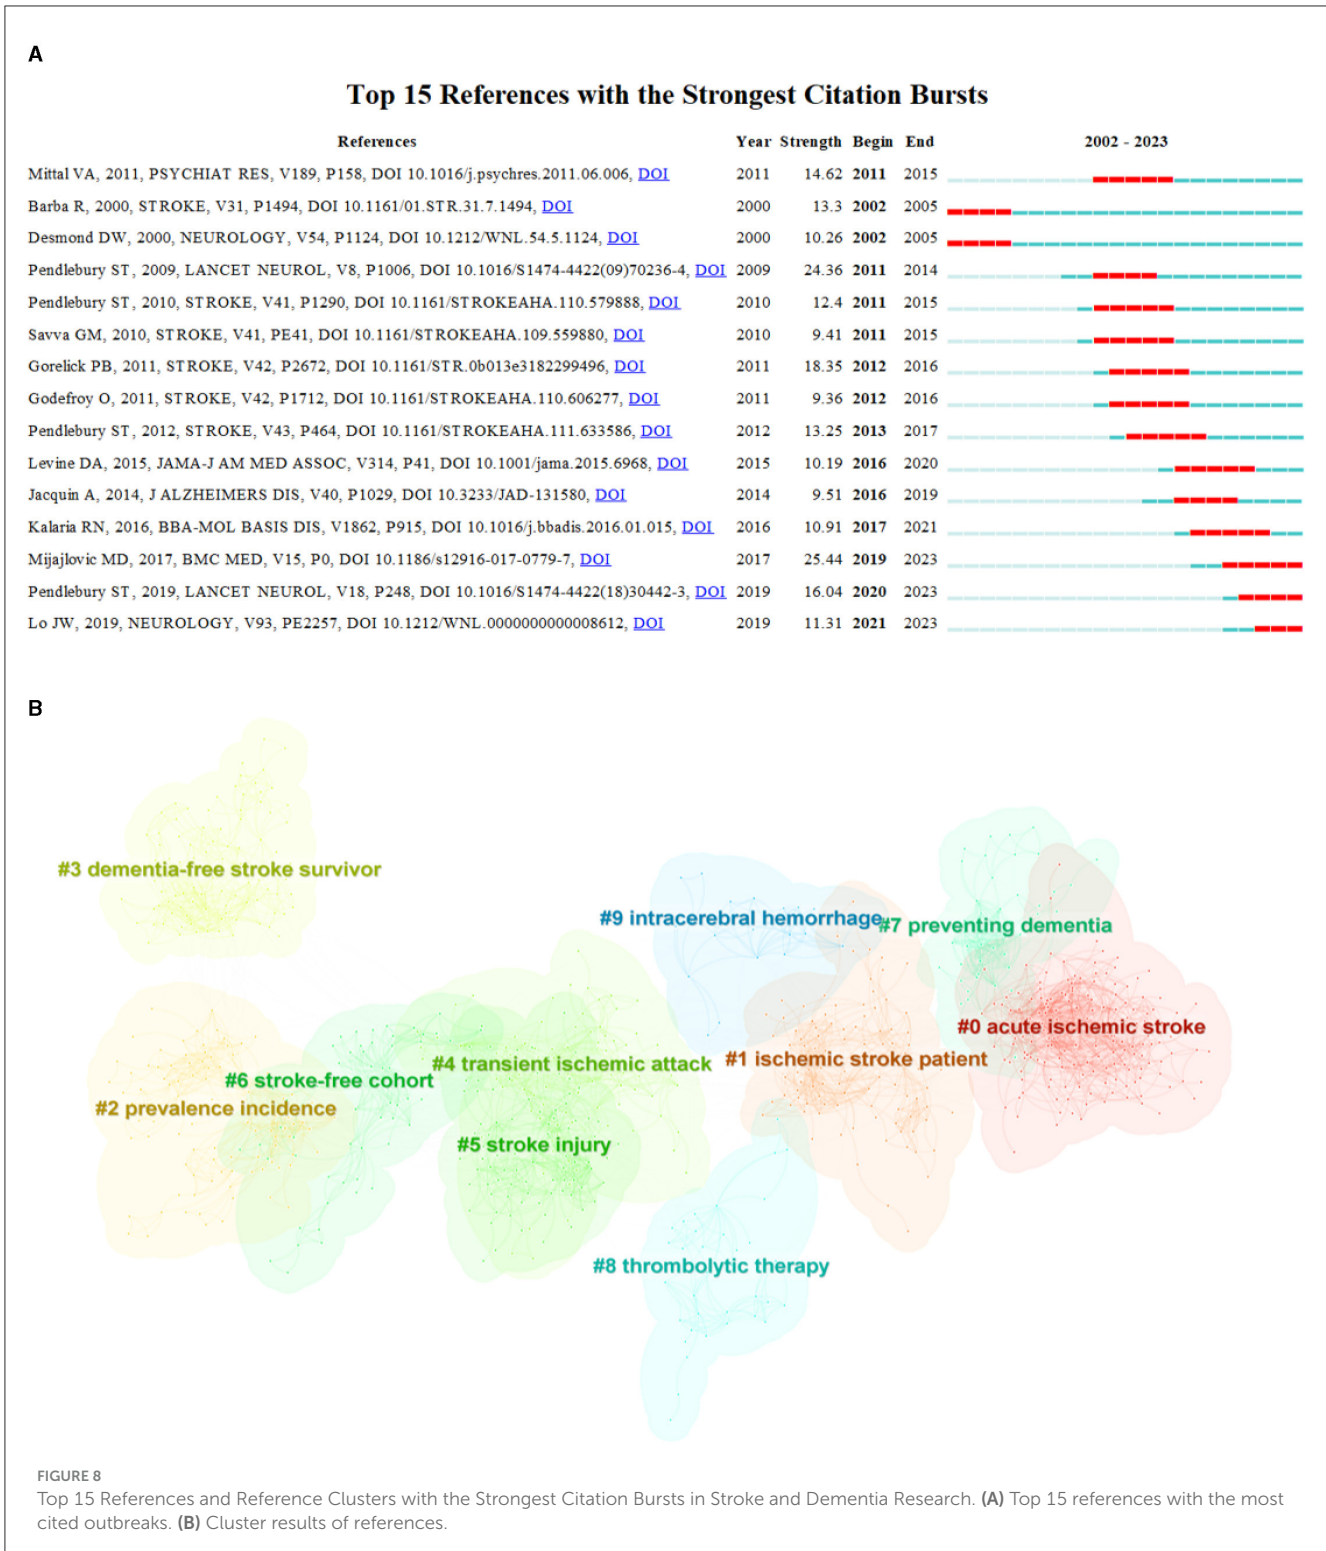 A
Top 15 References with the Strongest Citation Bursts
References Year Strength Begin End 2002 - 2023
Mittal VA, 2011, PSYCHIAT RES, V189, P158, DOI 10.1016/j.psychres.2011.06.006, DOI 2011 14.62 2011 2015
Barba R, 2000, STROKE, V31, P1494, DOI 10.1161/01.STR.31.7.1494, DOI 2000 13.3 2002 2005
Desmond DW, 2000, NEUROLOGY, V54, P1124, DOI 10.1212/WNL.54.5.1124, DOI 2000 10.26 2002 2005
Pendlebury ST, 2009, LANCET NEUROL, V8, P1006, DOI 10.1016/S1474-4422(09)70236-4, DOI 2009 24.36 2011 2014
Pendlebury ST, 2010, STROKE, V41, P1290, DOI 10.1161/STROKEAHA.110.579888, DOI 2010 12.4 2011 2015
Savva GM, 2010, STROKE, V41, PE41, DOI 10.1161/STROKEAHA.109.559880, DOI 2010 9.41 2011 2015
Gorelick PB, 2011, STROKE, V42, P2672, DOI 10.1161/STR.0b013e3182299496, DOI 2011 18.35 2012 2016
Godefroy O, 2011, STROKE, V42, P1712, DOI 10.1161/STROKEAHA.110.606277, DOI 2011 9.36 2012 2016
Pendlebury ST, 2012, STROKE, V43, P464, DOI 10.1161/STROKEAHA.111.633586, DOI 2012 13.25 2013 2017
Levine DA, 2015, JAMA-J AM MED ASSOC, V314, P41, DOI 10.1001/jama.2015.6968, DOI 2015 10.19 2016 2020
Jacquin A, 2014, J ALZHEIMERS DIS, V40, P1029, DOI 10.3233/JAD-131580, DOI 2014 9.51 2016 2019
Kalaria RN, 2016, BBA-MOL BASIS DIS, V1862, P915, DOI 10.1016/j.bbadis.2016.01.015, DOI 2016 10.91 2017 2021
Mijajlovic MD, 2017, BMC MED, V15, P0, DOI 10.1186/s12916-017-0779-7, DOI 2017 25.44 2019 2023
Pendlebury ST, 2019, LANCET NEUROL, V18, P248, DOI 10.1016/S1474-4422(18)30442-3, DOI 2019 16.04 2020 2023
Lo JW, 2019, NEUROLOGY, V93, PE2257, DOI 10.1212/WNL.0000000000008612, DOI 2019 11.31 2021 2023
B
#3 dementia-free stroke survivor
#9 intracerebral hemorrhage
#7 preventing dementia
#0 acute ischemic stroke
#4 transient ischemic attack
#1 ischemic stroke patient
#6 stroke-free cohort
#2 prevalence incidence
#5 stroke injury
#8 thrombolytic therapy
FIGURE 8
Top 15 References and Reference Clusters with the Strongest Citation Bursts in Stroke and Dementia Research. (A) Top 15 references with the most
cited outbreaks. (B) Cluster results of references.